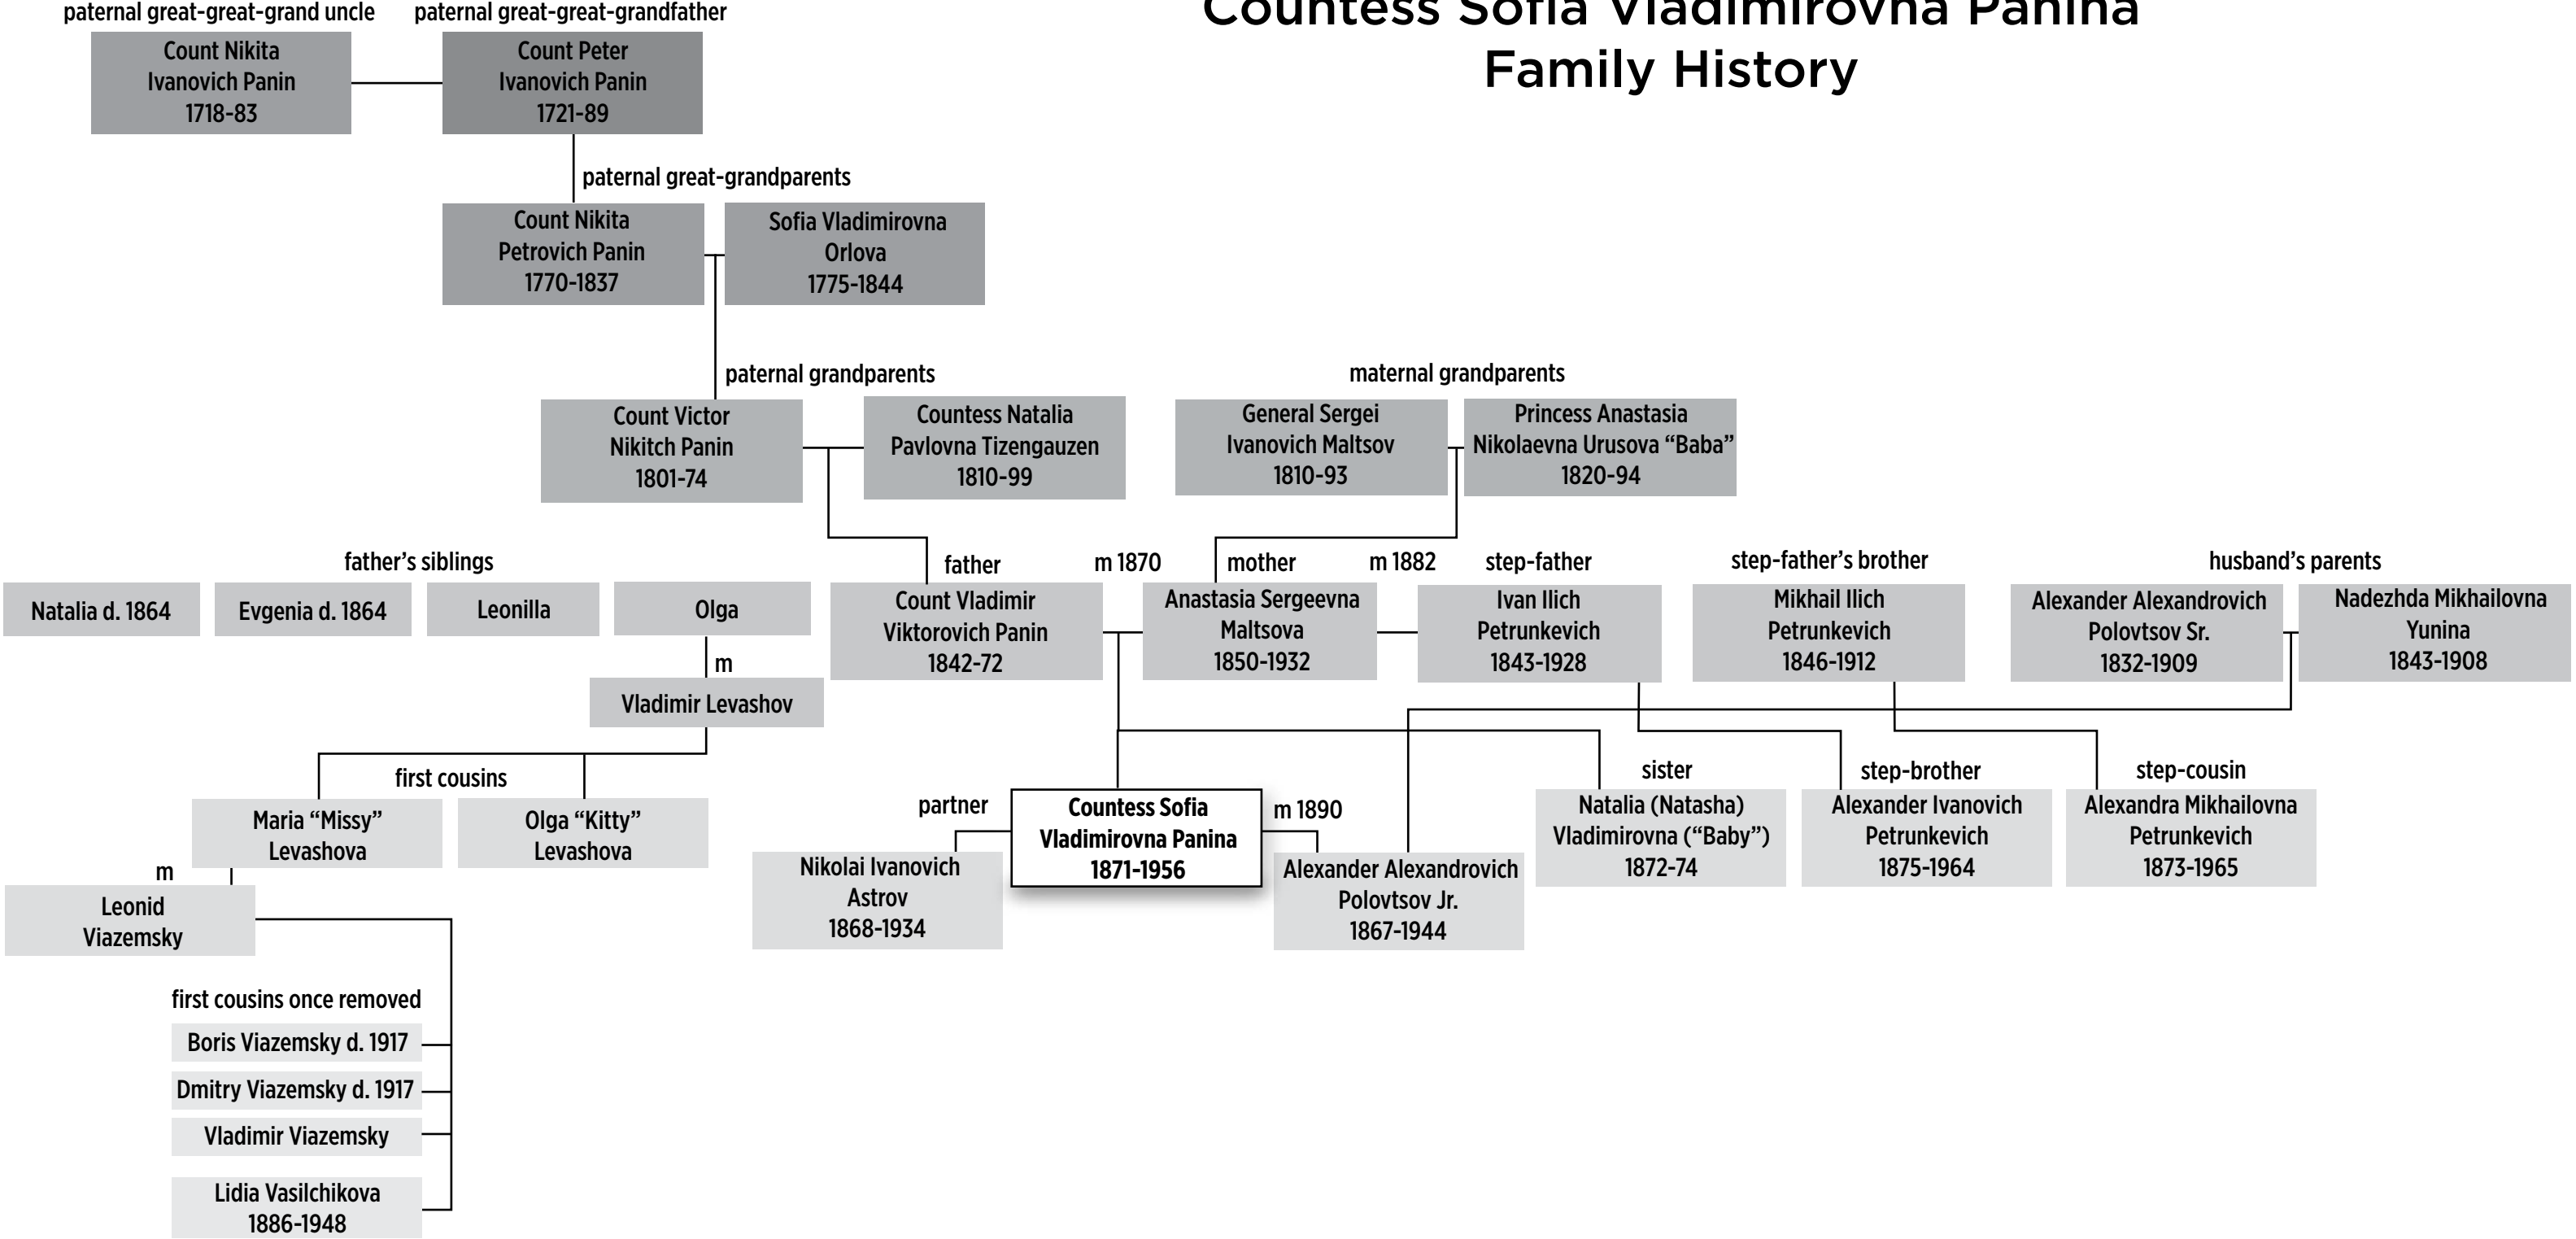 Countess Sofia Vladimirovna Panina
Family History
paternal great-great-grand uncle
paternal great-great-grandfather
Count Nikita
Ivanovich Panin
1718-83
Count Peter
Ivanovich Panin
1721-89
paternal great-grandparents
Count Nikita
Petrovich Panin
1770-1837
Sofia Vladimirovna
Orlova
1775-1844
paternal grandparents
Count Victor
Nikitch Panin
1801-74
Countess Natalia
Pavlovna Tizengauzen
1810-99
maternal grandparents
General Sergei
Ivanovich Maltsov
1810-93
Princess Anastasia
Nikolaevna Urusova “Baba”
1820-94
father’s siblings
Natalia d. 1864
Evgenia d. 1864
Leonilla
Olga
m
Vladimir Levashov
father
Count Vladimir
Viktorovich Panin
1842-72
m 1870
mother
Anastasia Sergeevna
Maltsova
1850-1932
m 1882
step-father
Ivan Ilich
Petrunkevich
1843-1928
step-father’s brother
Mikhail Ilich
Petrunkevich
1846-1912
husband’s parents
Alexander Alexandrovich
Polovtsov Sr.
1832-1909
Nadezhda Mikhailovna
Yunina
1843-1908
first cousins
Maria “Missy”
Levashova
Olga “Kitty”
Levashova
m
Leonid
Viazemsky
partner
Nikolai Ivanovich
Astrov
1868-1934
Countess Sofia
Vladimirovna Panina
1871-1956
m 1890
Alexander Alexandrovich
Polovtsov Jr.
1867-1944
sister
Natalia (Natasha)
Vladimirovna (“Baby”)
1872-74
step-brother
Alexander Ivanovich
Petrunkevich
1875-1964
step-cousin
Alexandra Mikhailovna
Petrunkevich
1873-1965
first cousins once removed
Boris Viazemsky d. 1917
Dmitry Viazemsky d. 1917
Vladimir Viazemsky
Lidia Vasilchikova
1886-1948